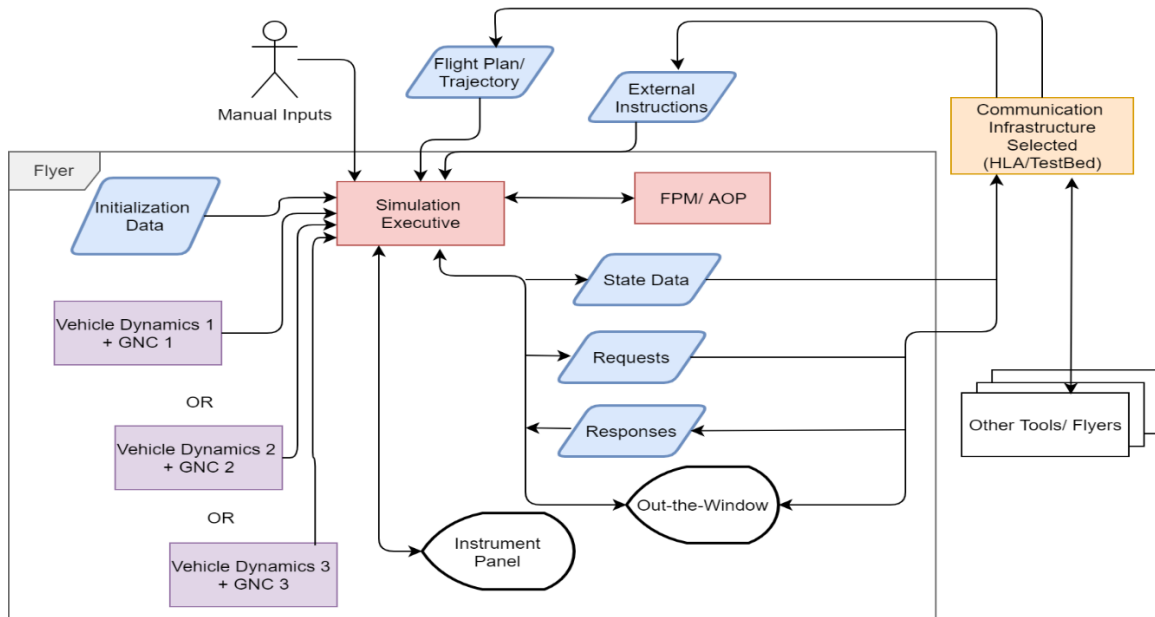 Manual Inputs
Flight Plan/
Trajectory
External
Instructions
Communication
Infrastructure
Selected
(HLA/TestBed)
Flyer
Initialization
Data
Simulation
Executive
FPM/ AOP
State Data
Vehicle Dynamics 1
+ GNC 1
Requests
OR
Responses
Other Tools/ Flyers
Vehicle Dynamics 2
+ GNC 2
Out-the-Window
OR
Instrument
Panel
Vehicle Dynamics 3
+ GNC 3